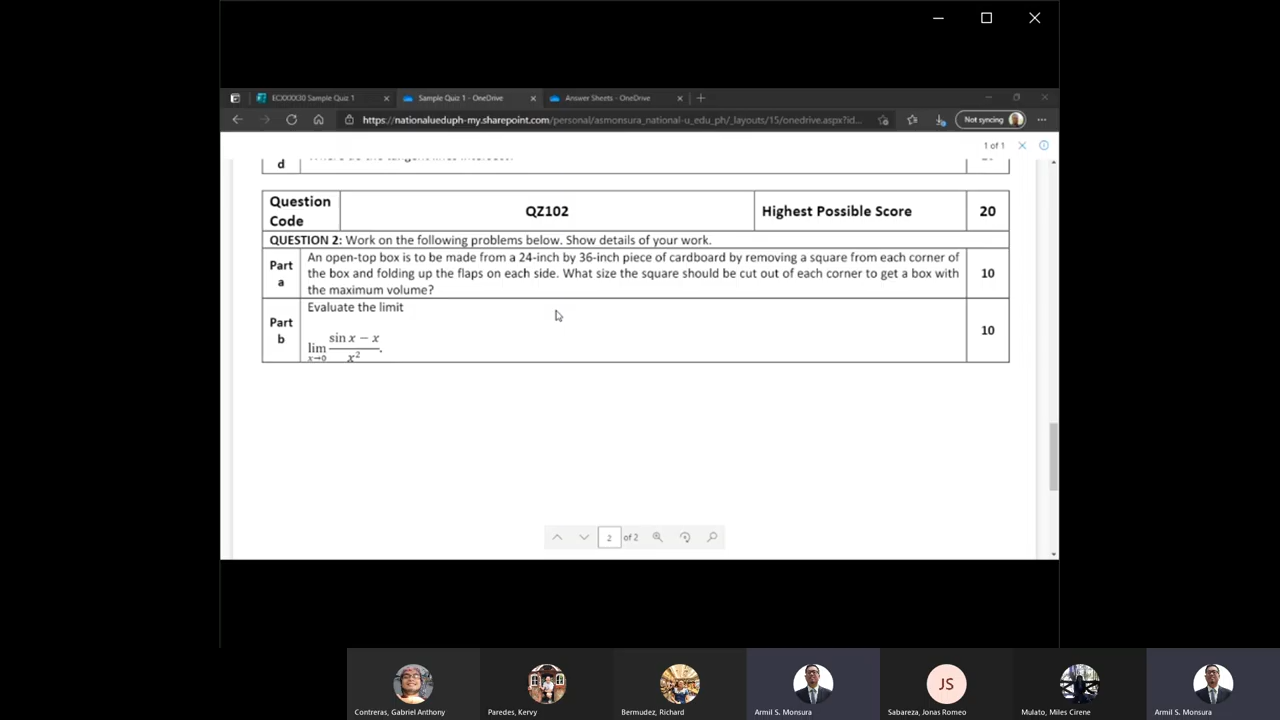 ECXXXX30 Sample Quiz 1
Sample Quiz 1 - OneDrive
Answer Sheets - OneDrive
https://nationalueduph-my.sharepoint.com/personal/asmonsura_national-u_edu_ph/_layouts/15/onedrive.aspx?id...
Not syncing
1 of 1
d
Question Code
QZ102
Highest Possible Score
20
QUESTION 2: Work on the following problems below. Show details of your work.
Part a
An open-top box is to be made from a 24-inch by 36-inch piece of cardboard by removing a square from each corner of
the box and folding up the flaps on each side. What size the square should be cut out of each corner to get a box with
the maximum volume?
10
Part b
Evaluate the limit
lim x→0 (sin x − x)/x².
10
2 of 2
Contreras, Gabriel Anthony
Paredes, Kervy
Bermudez, Richard
Armil S. Monsura
JS
Sabareza, Jonas Romeo
Mulato, Miles Cirene
Armil S. Monsura